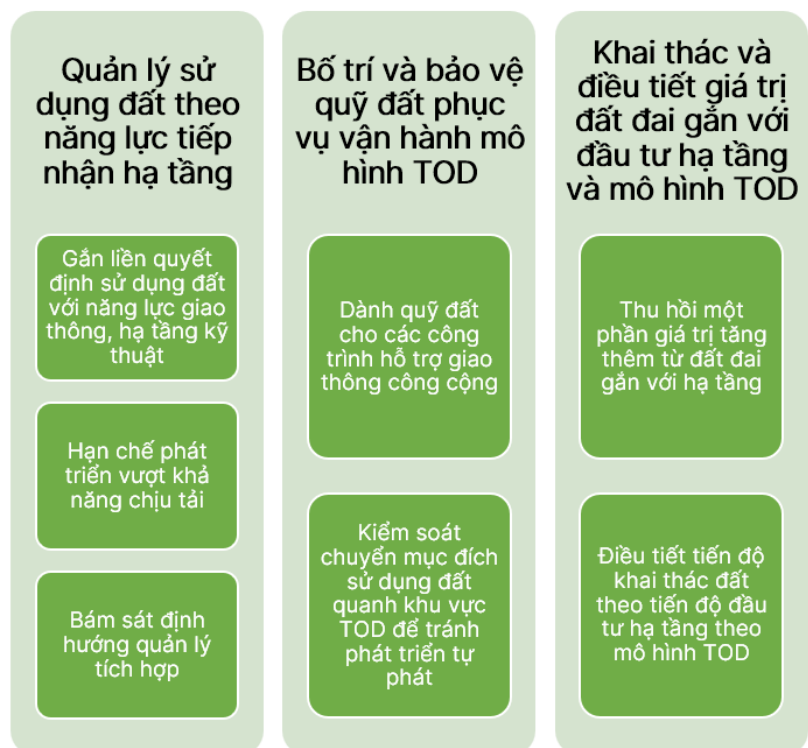 Quản lý sử
dụng đất theo
năng lực tiếp
nhận hạ tầng
Gắn liền quyết
định sử dụng đất
với năng lực giao
thông, hạ tầng kỹ
thuật
Hạn chế phát
triển vượt khả
năng chịu tải
Bám sát định
hướng quản lý
tích hợp
Bố trí và bảo vệ
quỹ đất phục
vụ vận hành mô
hình TOD
Dành quỹ đất
cho các công
trình hỗ trợ giao
thông công cộng
Kiểm soát
chuyển mục đích
sử dụng đất
quanh khu vực
TOD để tránh
phát triển tự
phát
Khai thác và
điều tiết giá trị
đất đai gắn với
đầu tư hạ tầng
và mô hình TOD
Thu hồi một
phần giá trị tăng
thêm từ đất đai
gắn với hạ tầng
Điều tiết tiến độ
khai thác đất
theo tiến độ đầu
tư hạ tầng theo
mô hình TOD